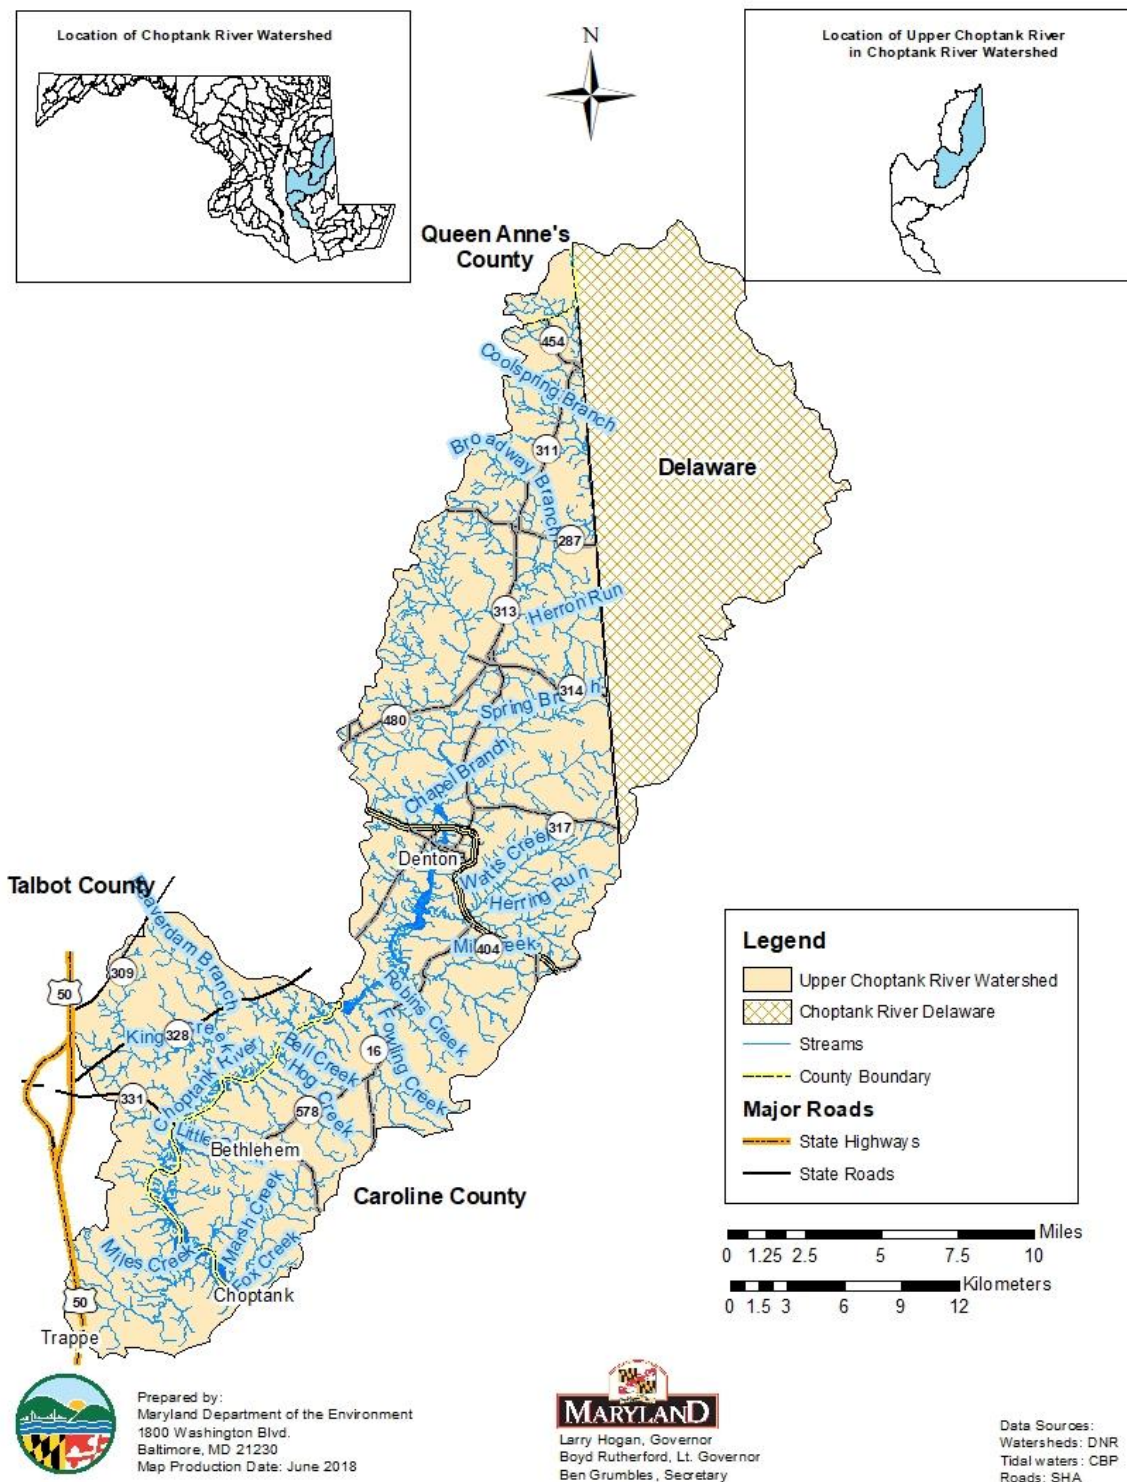 Location of Choptank River Watershed
N
Location of Upper Choptank River
in Choptank River Watershed
Queen Anne's
County
454
Coolspring Branch
311
Broadway Branch
Delaware
287
313
Herron Run
314
Spring Branch
480
Chapel Branch
317
Denton
Watts Creek
Herring Run
Talbot County
404
Beaverdam Branch
309
50
Robins Creek
328
Fowling Creek
16
Bell Creek
Choptank River
Hog Creek
331
578
Little
Bethlehem
Caroline County
Marsh Creek
Miles Creek
Fox Creek
Choptank
50
Trappe
Legend
Upper Choptank River Watershed
Choptank River Delaware
Streams
County Boundary
Major Roads
State Highways
State Roads
Miles
0 1.25 2.5 5 7.5 10
Kilometers
0 1.5 3 6 9 12
Prepared by:
Maryland Department of the Environment
1800 Washington Blvd.
Baltimore, MD 21230
Map Production Date: June 2018
MARYLAND
Larry Hogan, Governor
Boyd Rutherford, Lt. Governor
Ben Grumbles, Secretary
Data Sources:
Watersheds: DNR
Tidal waters: CBP
Roads: SHA